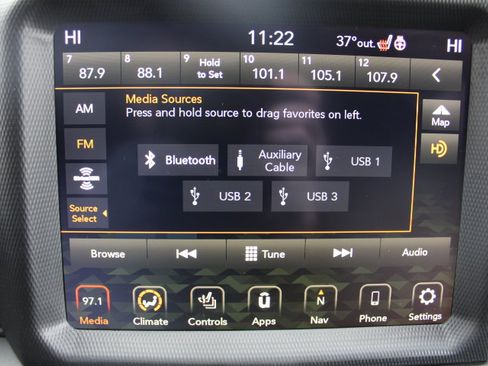 HI 11:22 37°out. HI
7 8 9 Hold 10 11 12
87.9 88.1 to Set 101.1 105.1 107.9
AM
Media Sources
Press and hold source to drag favorites on left.
Map
FM
HD
Bluetooth
Auxiliary Cable
USB 1
SiriusXM
USB 2
USB 3
Source Select
Browse Tune Audio
97.1 N
Media Climate Controls Apps Nav Phone Settings